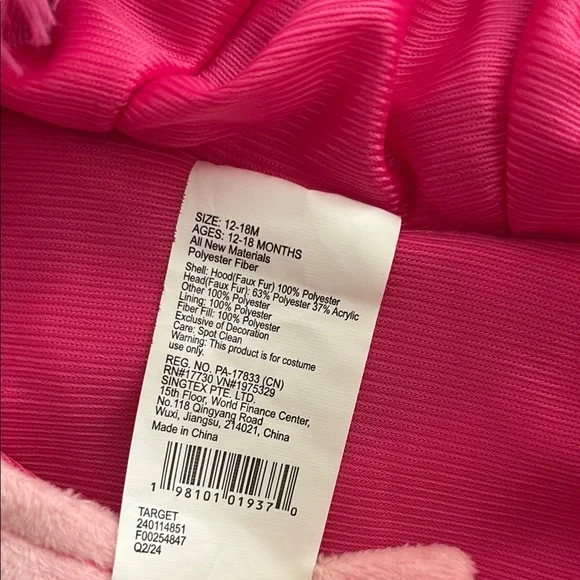 SIZE: 12-18M
AGES: 12-18 MONTHS
All New Materials
Polyester Fiber
Shell: Hood(Faux Fur) 100% Polyester
Head(Faux Fur): 63% Polyester 37% Acrylic
Other 100% Polyester
Lining: 100% Polyester
Fiber Fill: 100% Polyester
Exclusive of Decoration
Care: Spot Clean
Warning: This product is for costume
use only.
REG. NO. PA-17833 (CN)
RN#17730 VN#1975329
SINGTEX PTE. LTD.
15th Floor, World Finance Center,
No.118 Qingyang Road
Wuxi, Jiangsu, 214021, China
Made in China
1 98101 01937 0
TARGET
240114851
F00254847
Q2/24